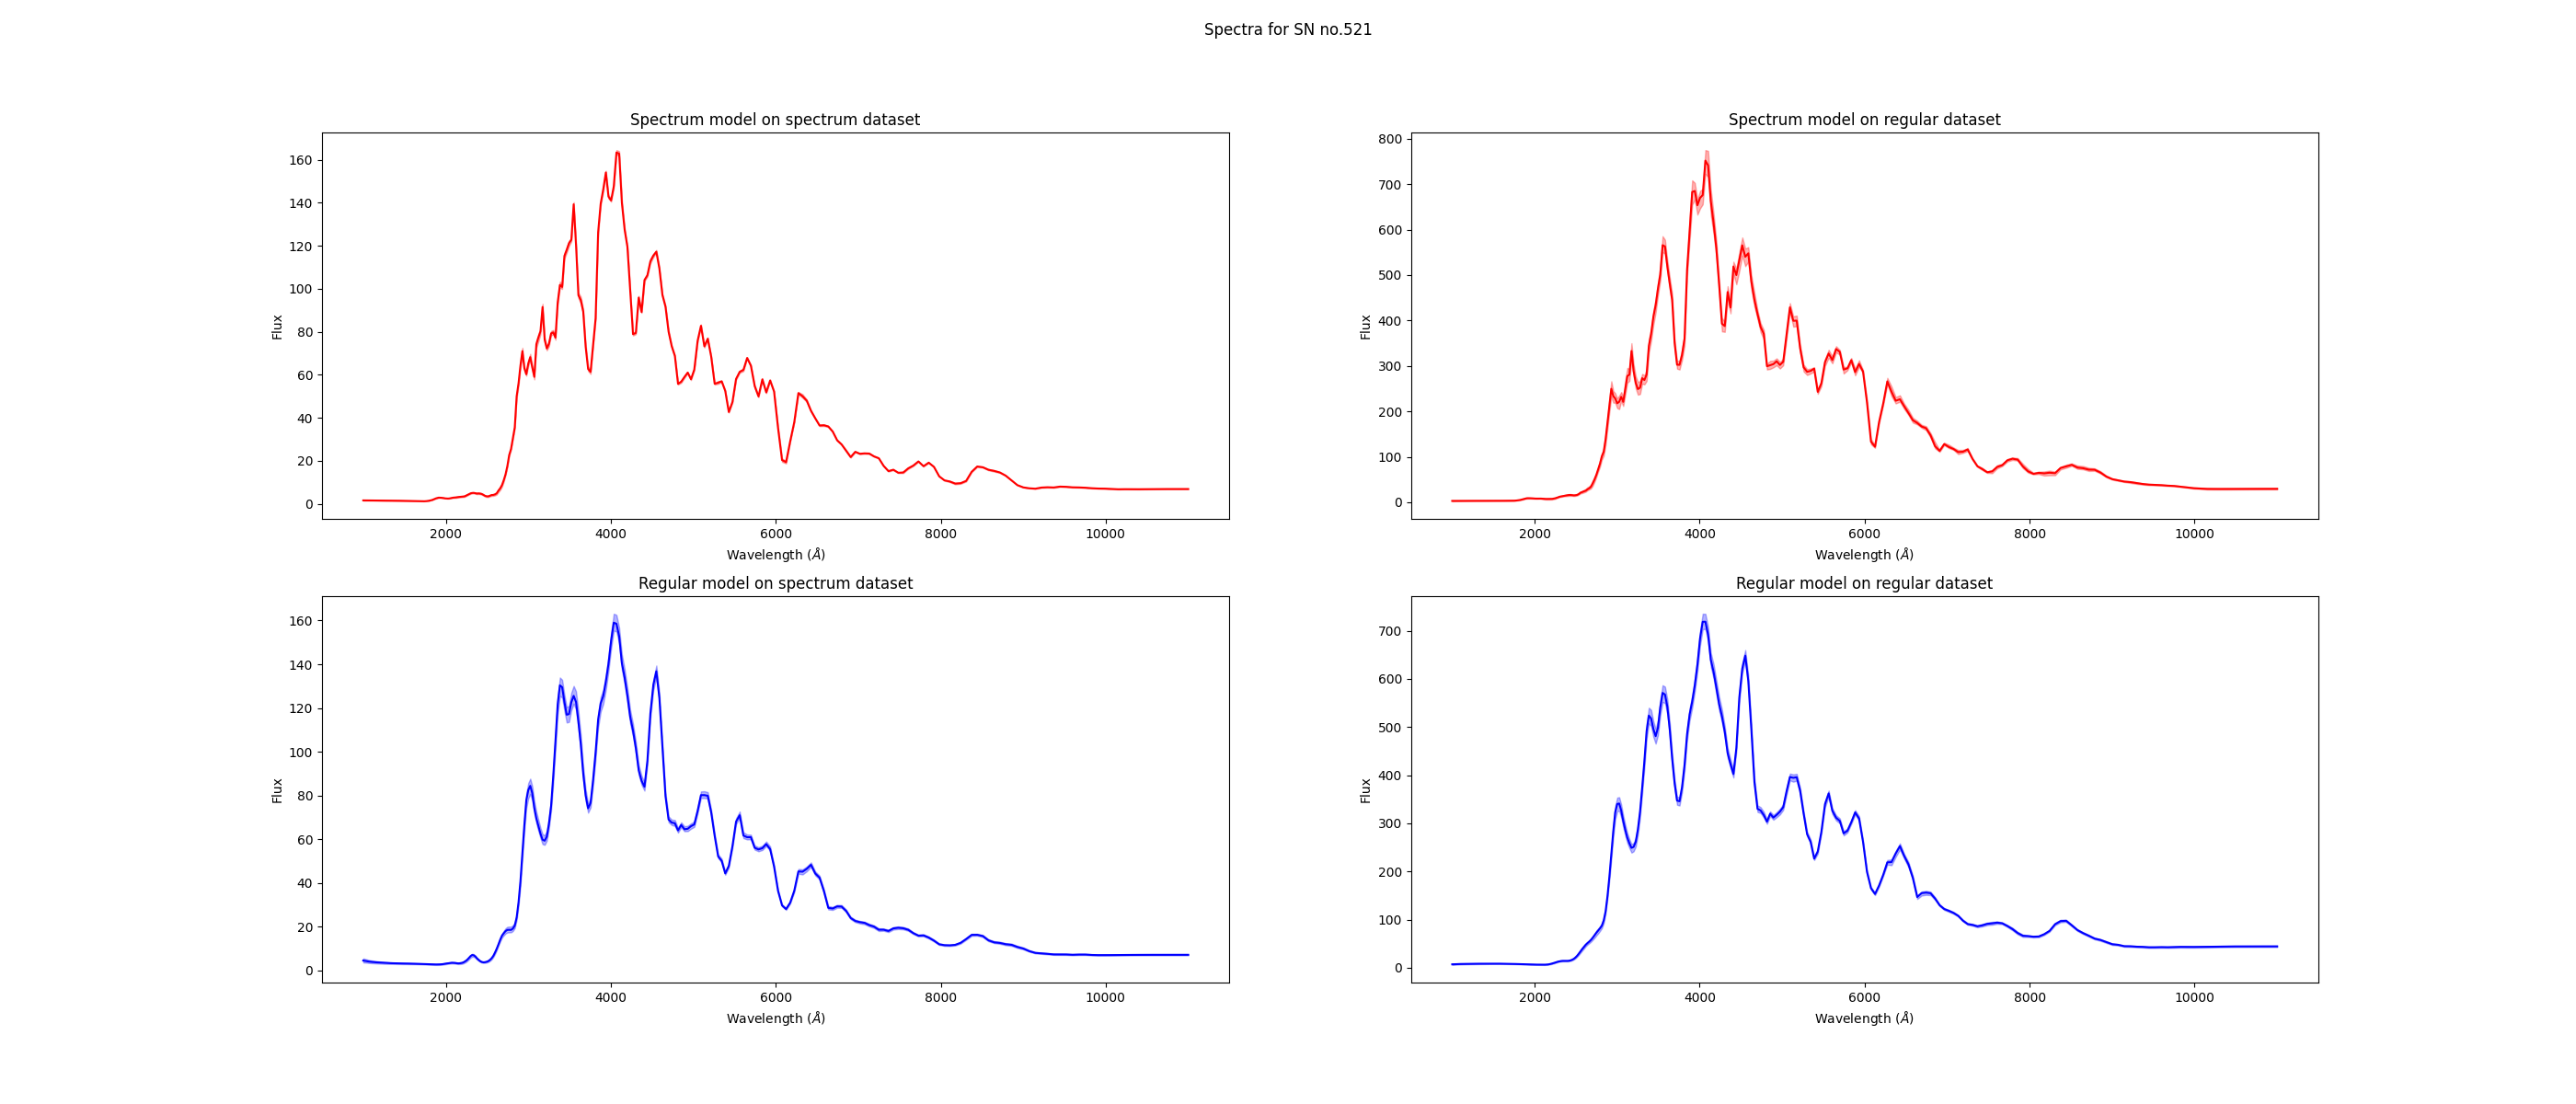 Spectra for SN no.521
Spectrum model on spectrum dataset
Flux
160
140
120
100
80
60
40
20
0
2000 4000 6000 8000 10000
Wavelength (Å)
Spectrum model on regular dataset
Flux
800
700
600
500
400
300
200
100
0
2000 4000 6000 8000 10000
Wavelength (Å)
Regular model on spectrum dataset
Flux
160
140
120
100
80
60
40
20
0
2000 4000 6000 8000 10000
Wavelength (Å)
Regular model on regular dataset
Flux
700
600
500
400
300
200
100
0
2000 4000 6000 8000 10000
Wavelength (Å)